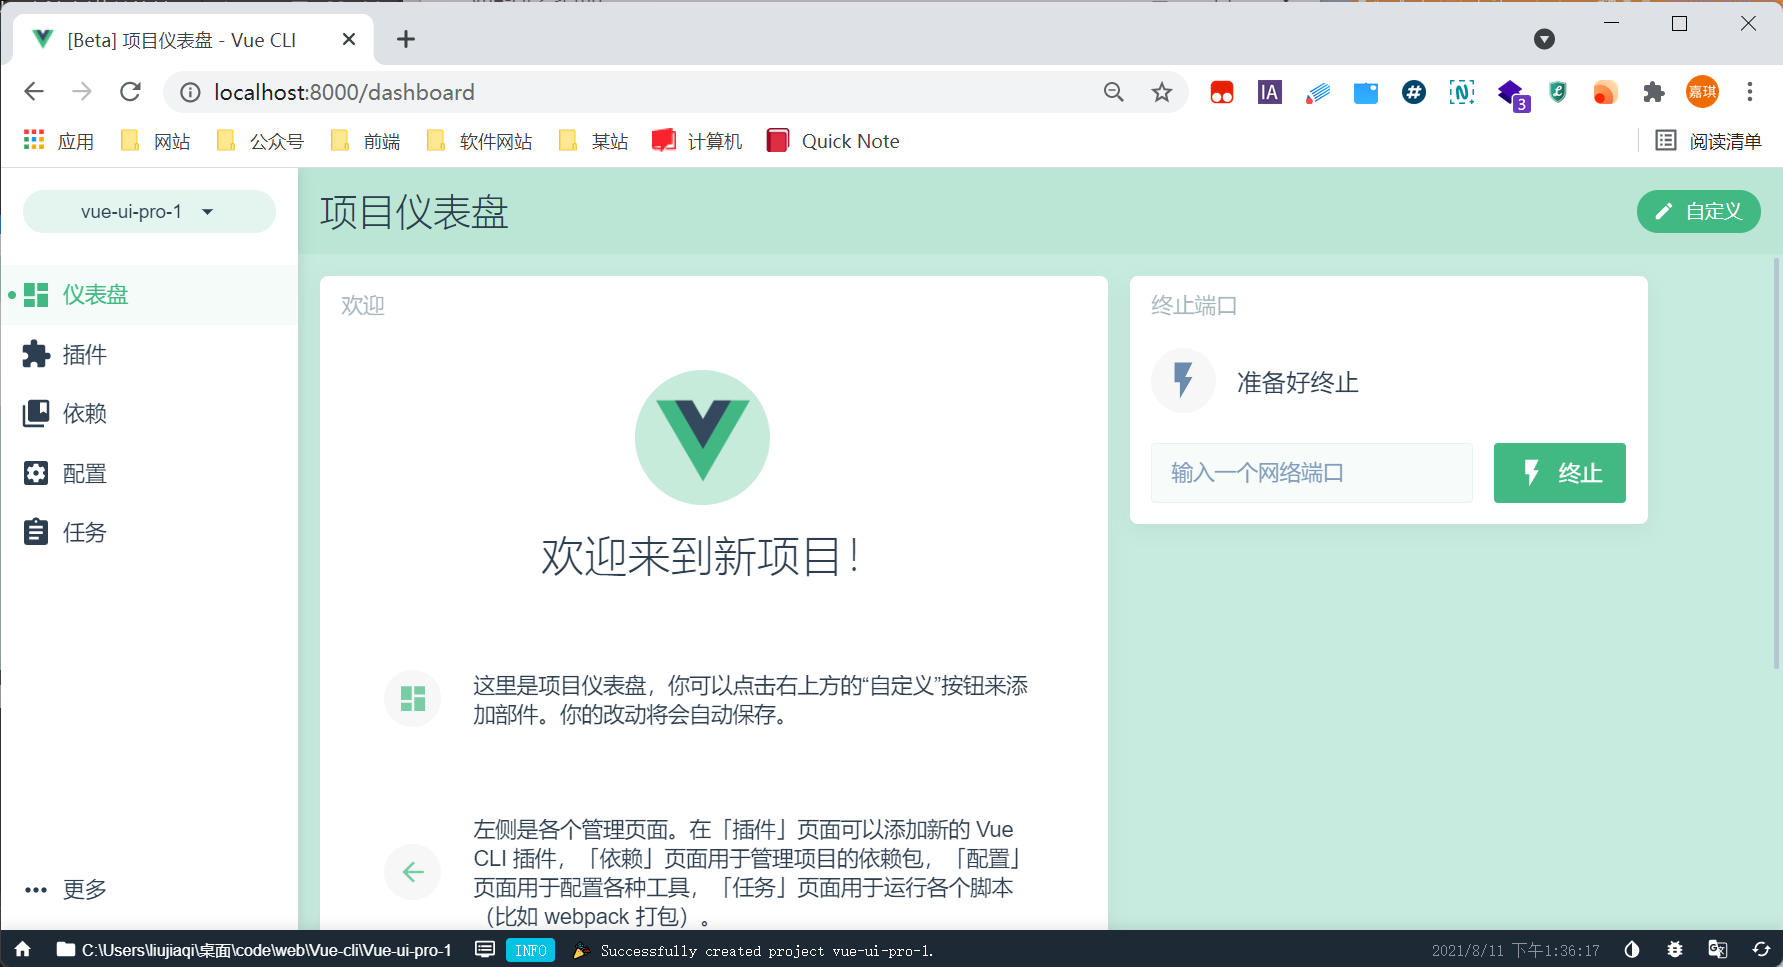 [Beta] 项目仪表盘 - Vue CLI
localhost:8000/dashboard
IA
3
嘉琪
应用
网站
公众号
前端
软件网站
某站
计算机
Quick Note
阅读清单
vue-ui-pro-1
项目仪表盘
自定义
仪表盘
插件
依赖
配置
任务
更多
欢迎
欢迎来到新项目！
这里是项目仪表盘，你可以点击右上方的“自定义”按钮来添
加部件。你的改动将会自动保存。
左侧是各个管理页面。在「插件」页面可以添加新的 Vue
CLI 插件，「依赖」页面用于管理项目的依赖包，「配置」
页面用于配置各种工具，「任务」页面用于运行各个脚本
（比如 webpack 打包）。
终止端口
准备好终止
输入一个网络端口
终止
C:\Users\liujiaqi\桌面\code\web\Vue-cli\Vue-ui-pro-1
INFO
Successfully created project vue-ui-pro-1.
2021/8/11 下午1:36:17